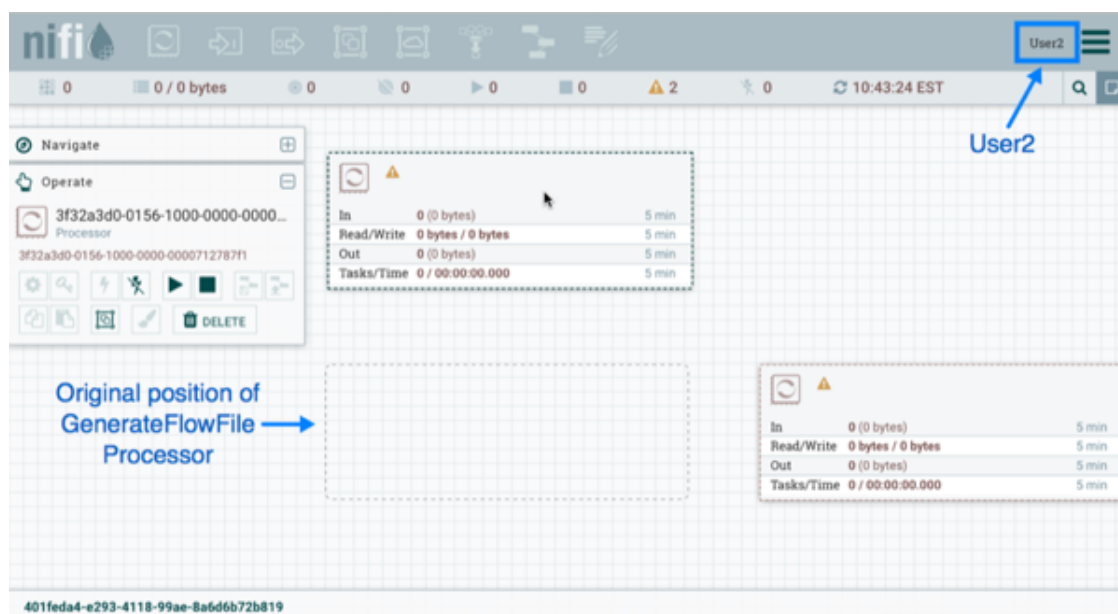 nifi
User2
0
0 / 0 bytes
0
0
0
0
2
0
10:43:24 EST
User2
Navigate
Operate
3f32a3d0-0156-1000-0000-0000...
Processor
3f32a3d0-0156-1000-0000-0000712787f1
DELETE
In 0 (0 bytes) 5 min
Read/Write 0 bytes / 0 bytes 5 min
Out 0 (0 bytes) 5 min
Tasks/Time 0 / 00:00:00.000 5 min
Original position of
GenerateFlowFile
Processor
In 0 (0 bytes) 5 min
Read/Write 0 bytes / 0 bytes 5 min
Out 0 (0 bytes) 5 min
Tasks/Time 0 / 00:00:00.000 5 min
401feda4-e293-4118-99ae-8a6d6b72b819